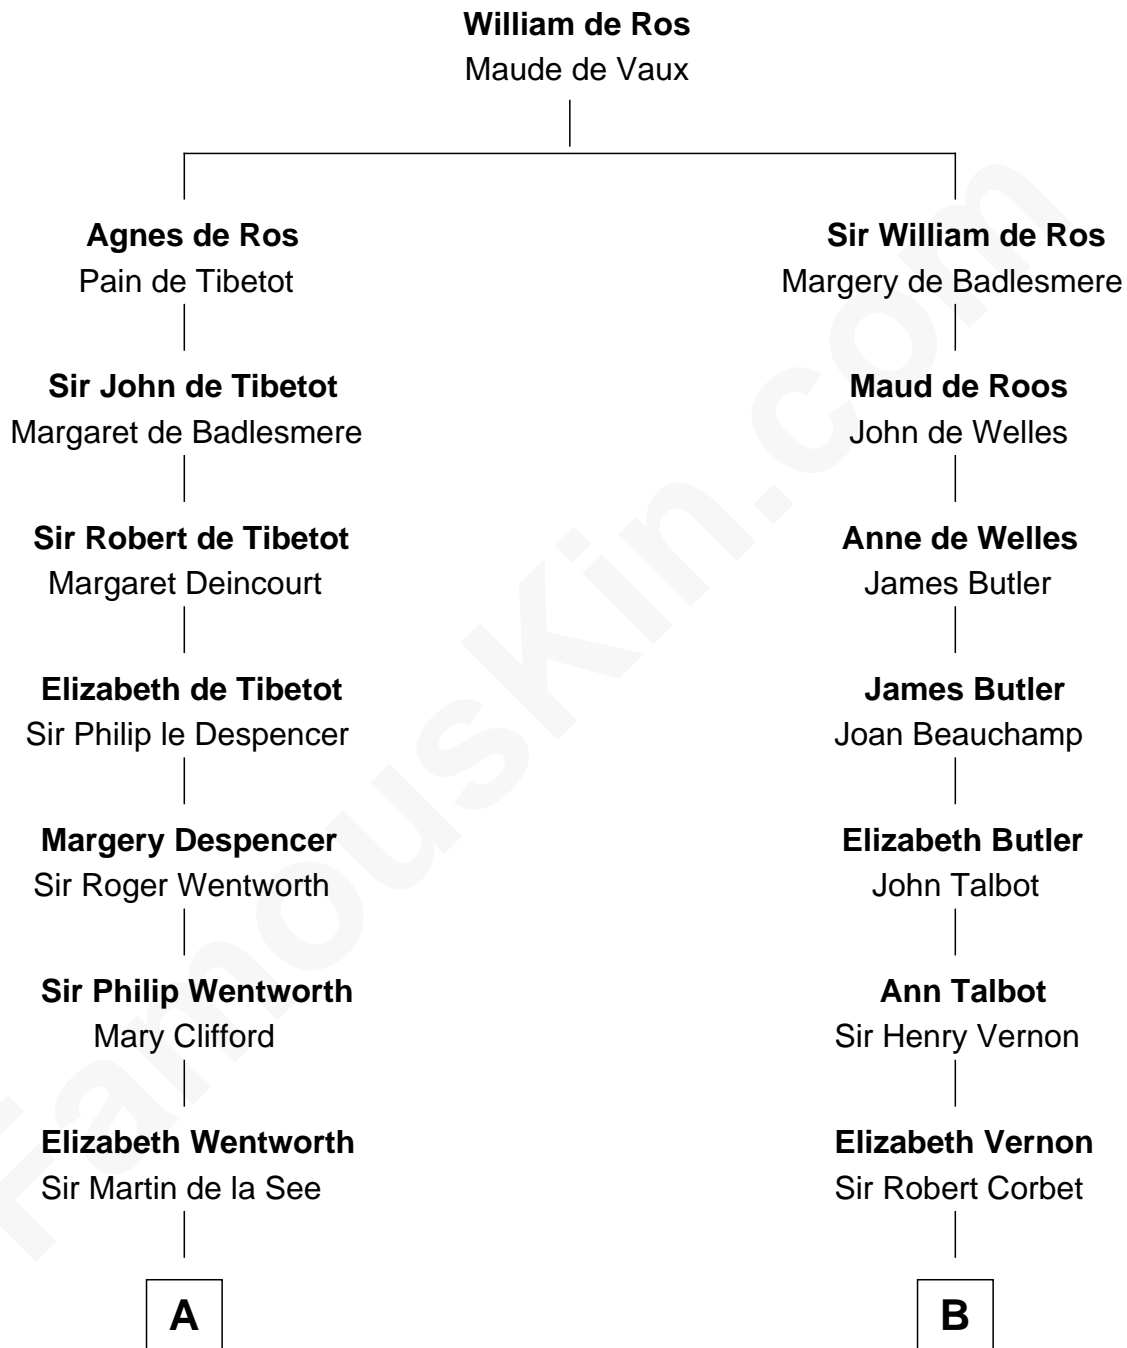 William de Ros
Maude de Vaux
Agnes de Ros
Pain de Tibetot
Sir William de Ros
Margery de Badlesmere
Sir John de Tibetot
Margaret de Badlesmere
Maud de Roos
John de Welles
Sir Robert de Tibetot
Margaret Deincourt
Anne de Welles
James Butler
Elizabeth de Tibetot
Sir Philip le Despencer
James Butler
Joan Beauchamp
Margery Despencer
Sir Roger Wentworth
Elizabeth Butler
John Talbot
Sir Philip Wentworth
Mary Clifford
Ann Talbot
Sir Henry Vernon
Elizabeth Wentworth
Sir Martin de la See
Elizabeth Vernon
Sir Robert Corbet
A
B
FamousKin.com